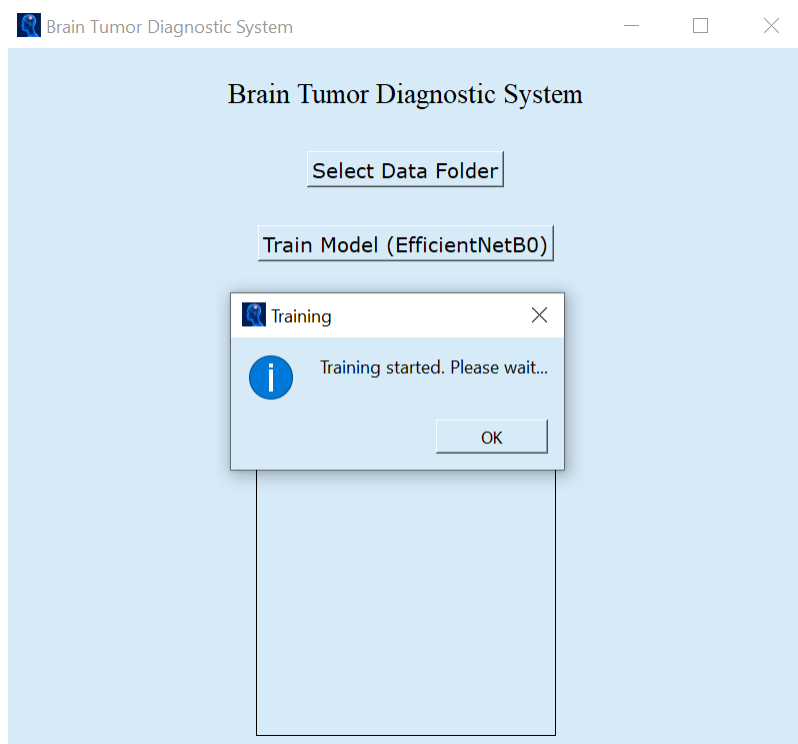 Brain Tumor Diagnostic System
Brain Tumor Diagnostic System
Select Data Folder
Train Model (EfficientNetB0)
Training
Training started. Please wait...
OK